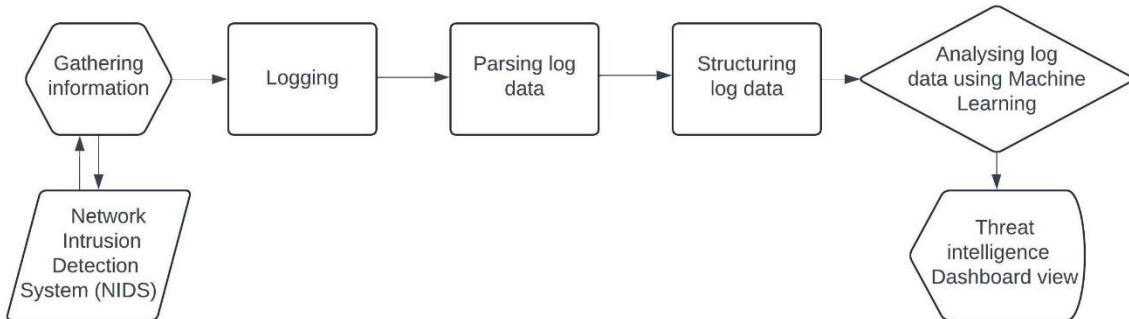 Gathering
information
Logging
Parsing log
data
Structuring
log data
Analysing log
data using Machine
Learning
Network
Intrusion
Detection
System (NIDS)
Threat
intelligence
Dashboard view